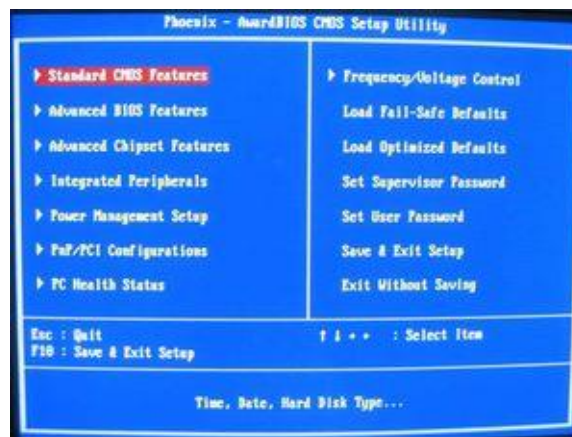 Phoenix - AwardBIOS CMOS Setup Utility
Standard CMOS Features
Advanced BIOS Features
Advanced Chipset Features
Integrated Peripherals
Power Management Setup
PnP/PCI Configurations
PC Health Status
Frequency/Voltage Control
Load Fail-Safe Defaults
Load Optimized Defaults
Set Supervisor Password
Set User Password
Save & Exit Setup
Exit Without Saving
Esc : Quit
F10 : Save & Exit Setup
↑ ↓ → ← : Select Item
Time, Date, Hard Disk Type...